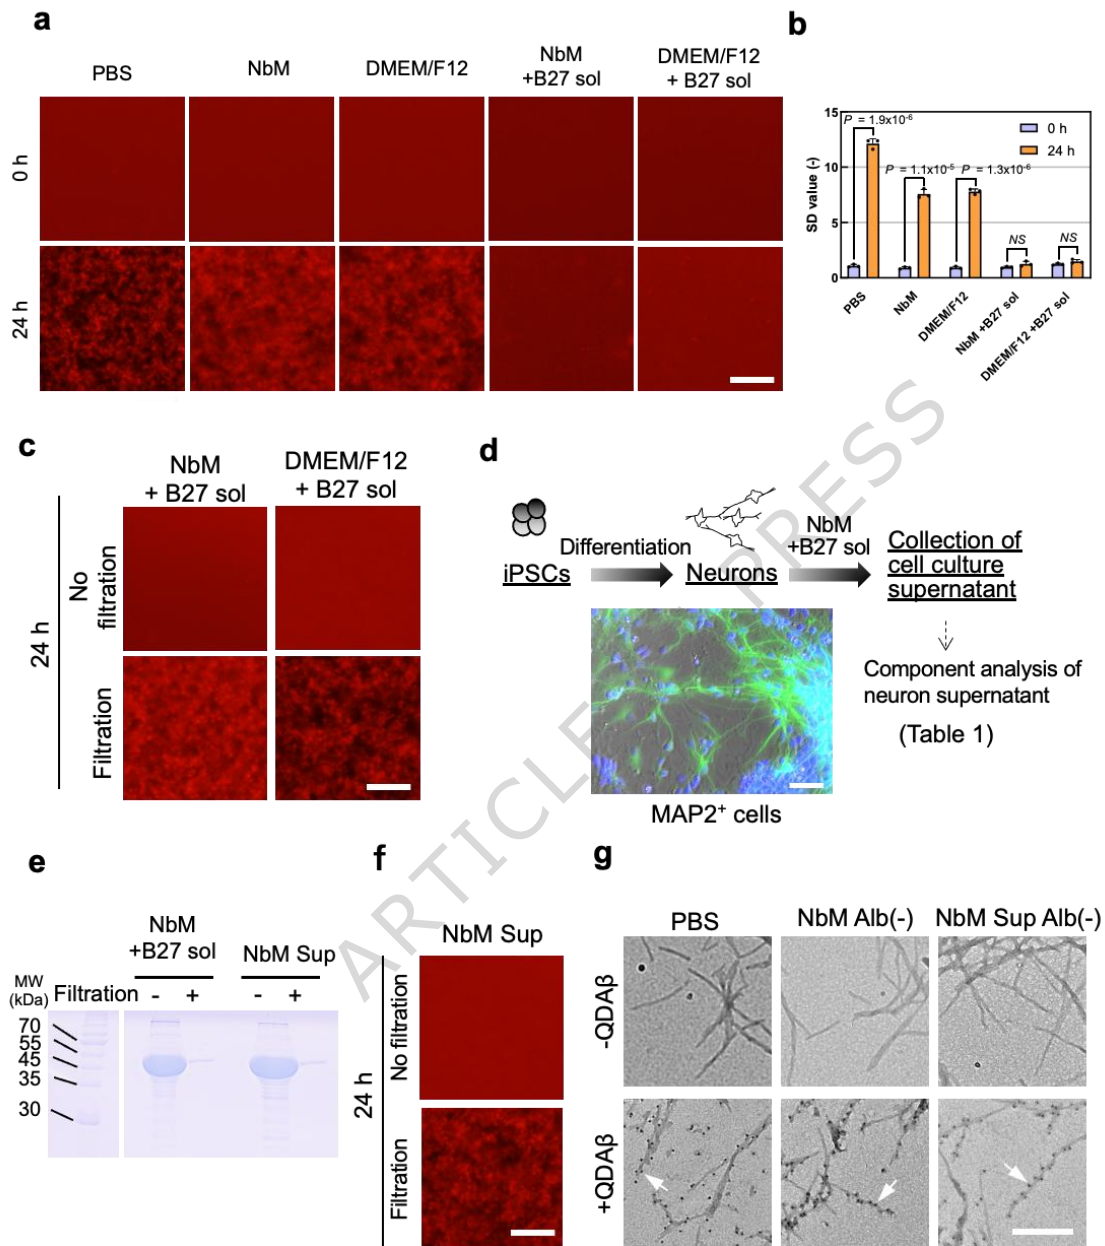 a
PBS
NbM
DMEM/F12
NbM
+B27 sol
DMEM/F12
+ B27 sol
0 h
24 h
b
15
10
5
0
SD value (-)
P = 1.9x10-6
P = 1.1x10-5
P = 1.3x10-6
NS
NS
0 h
24 h
PBS
NbM
DMEM/F12
NbM +B27 sol
DMEM/F12 +B27 sol
c
NbM
+ B27 sol
DMEM/F12
+ B27 sol
24 h
No
filtration
Filtration
d
iPSCs
Differentiation
Neurons
NbM
+B27 sol
Collection of
cell culture
supernatant
Component analysis of
neuron supernatant
(Table 1)
MAP2+ cells
e
NbM
+B27 sol
NbM Sup
MW
(kDa)
Filtration
- +
- +
70
55
45
35
30
f
NbM Sup
24 h
No filtration
Filtration
g
PBS
NbM Alb(-)
NbM Sup Alb(-)
-QDAβ
+QDAβ
ARTICLE PRESS